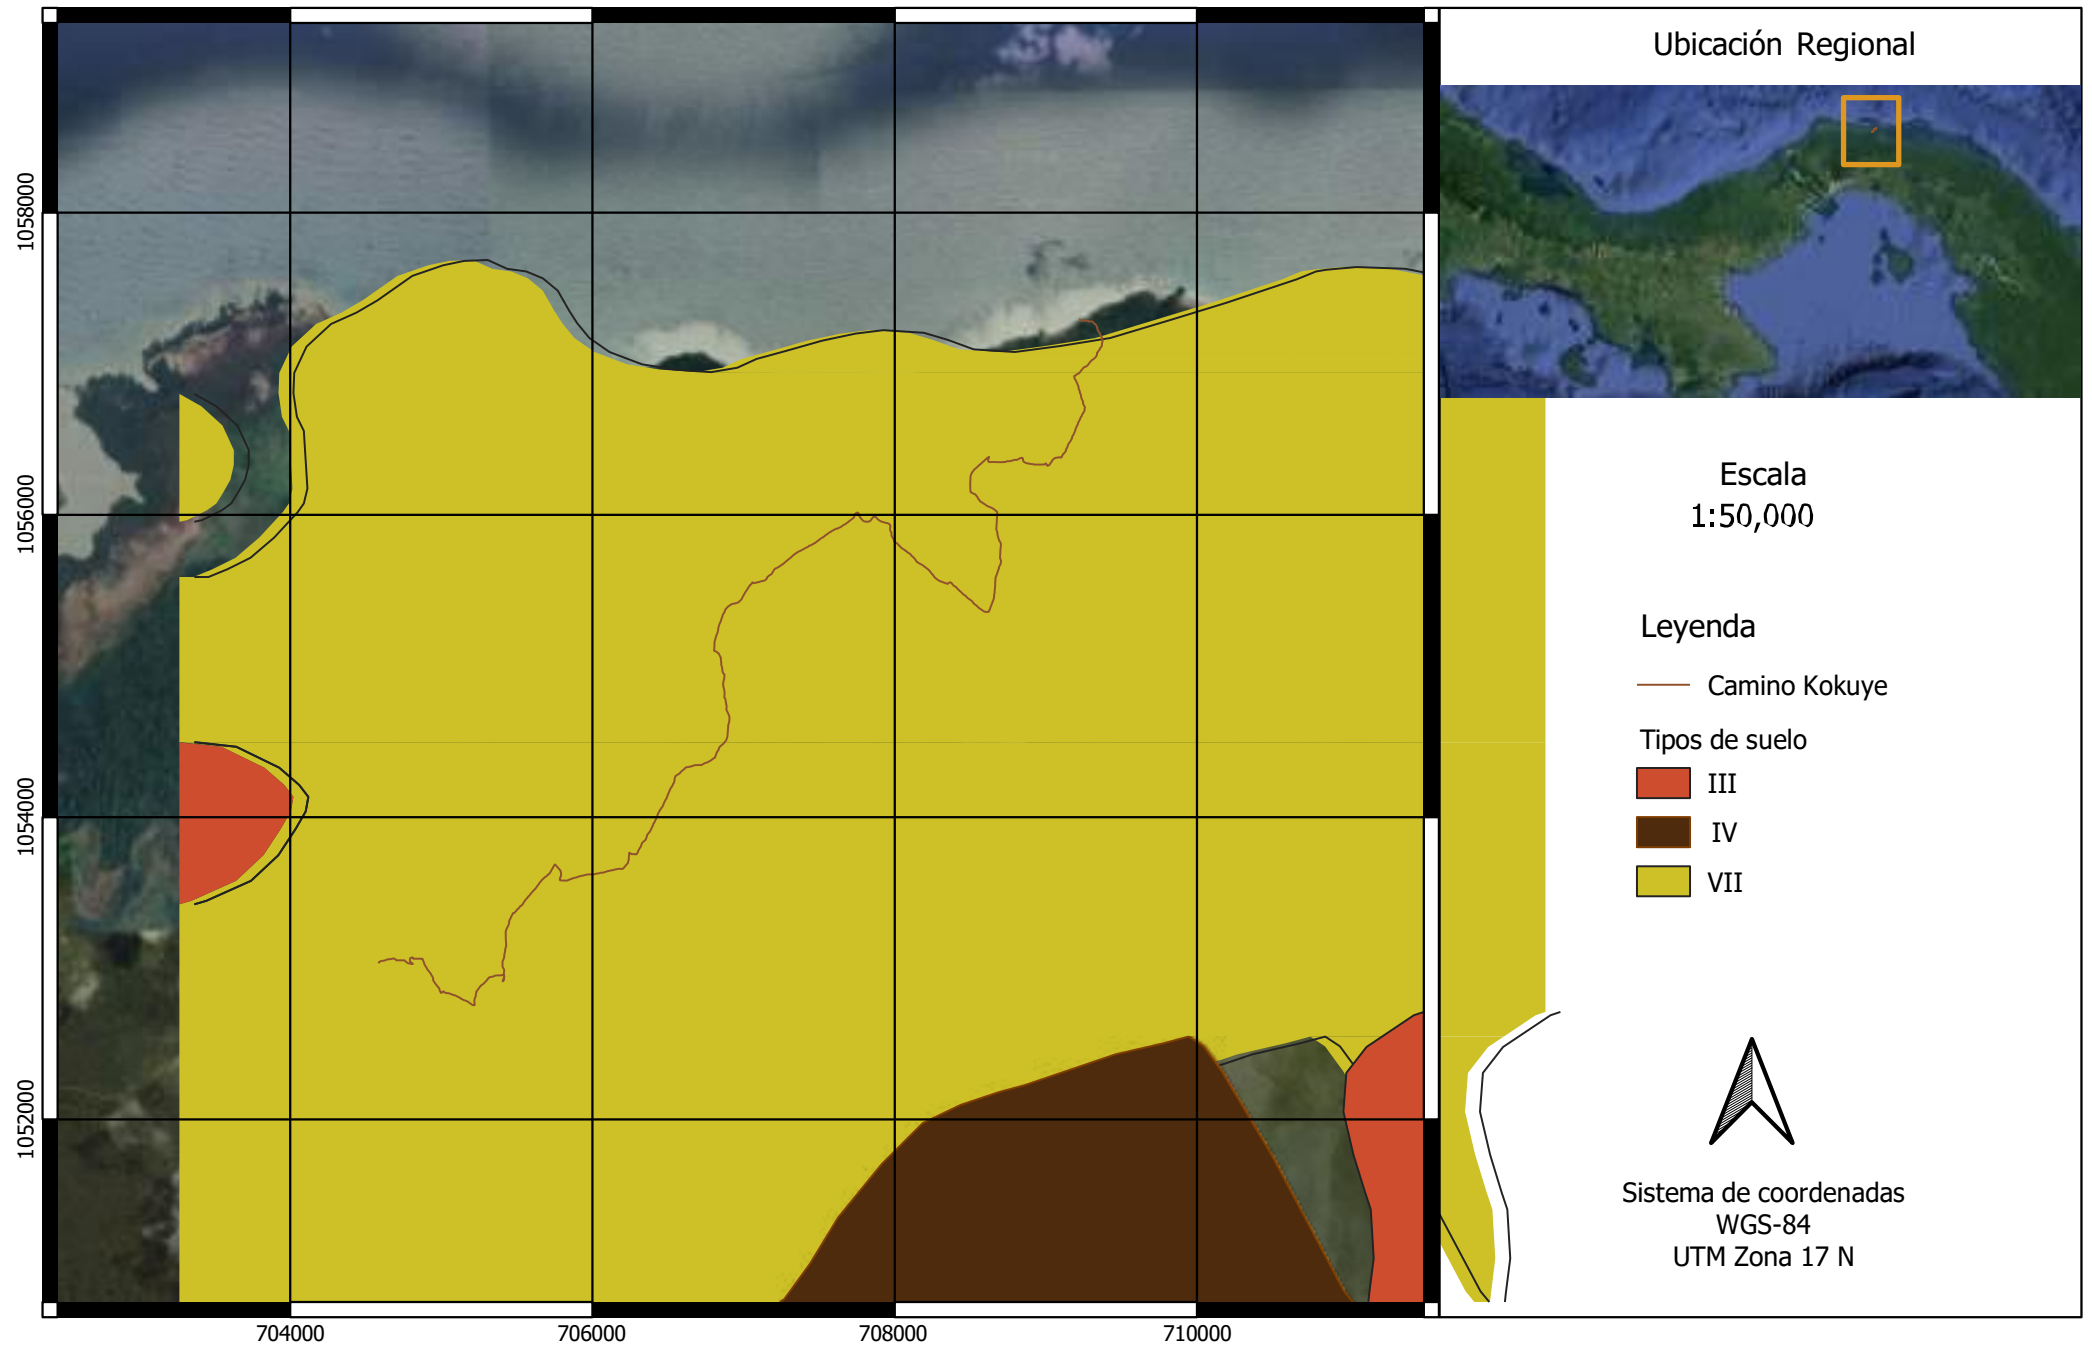 Ubicación Regional
1058000
1056000
1054000
1052000
704000
706000
708000
710000
Escala
1:50,000
Leyenda
Camino Kokuye
Tipos de suelo
III
IV
VII
Sistema de coordenadas
WGS-84
UTM Zona 17 N